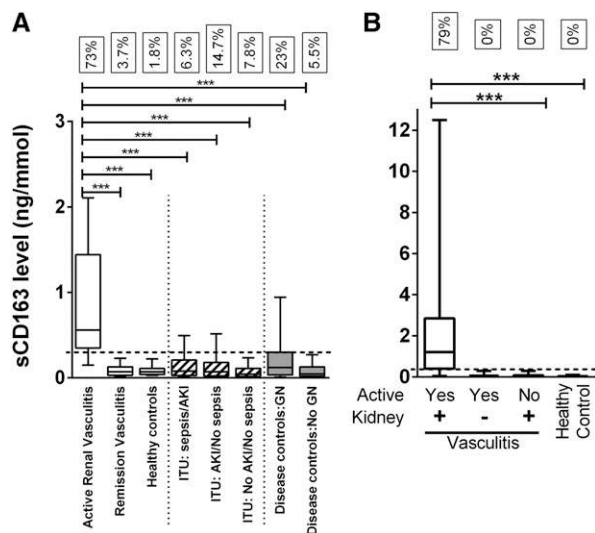 A
73%
3.7%
1.8%
6.3%
14.7%
7.8%
23%
5.5%
***
***
***
***
***
***
***
sCD163 level (ng/mmol)
3
2
1
0
Active Renal Vasculitis
Remission Vasculitis
Healthy controls
ITU: sepsis/AKI
ITU: AKI/No sepsis
ITU: No AKI/No sepsis
Disease controls:GN
Disease controls:No GN
B
79%
0%
0%
0%
***
***
12
10
8
6
4
2
0
Active Yes Yes No
Kidney + - +
Vasculitis
Healthy
Control